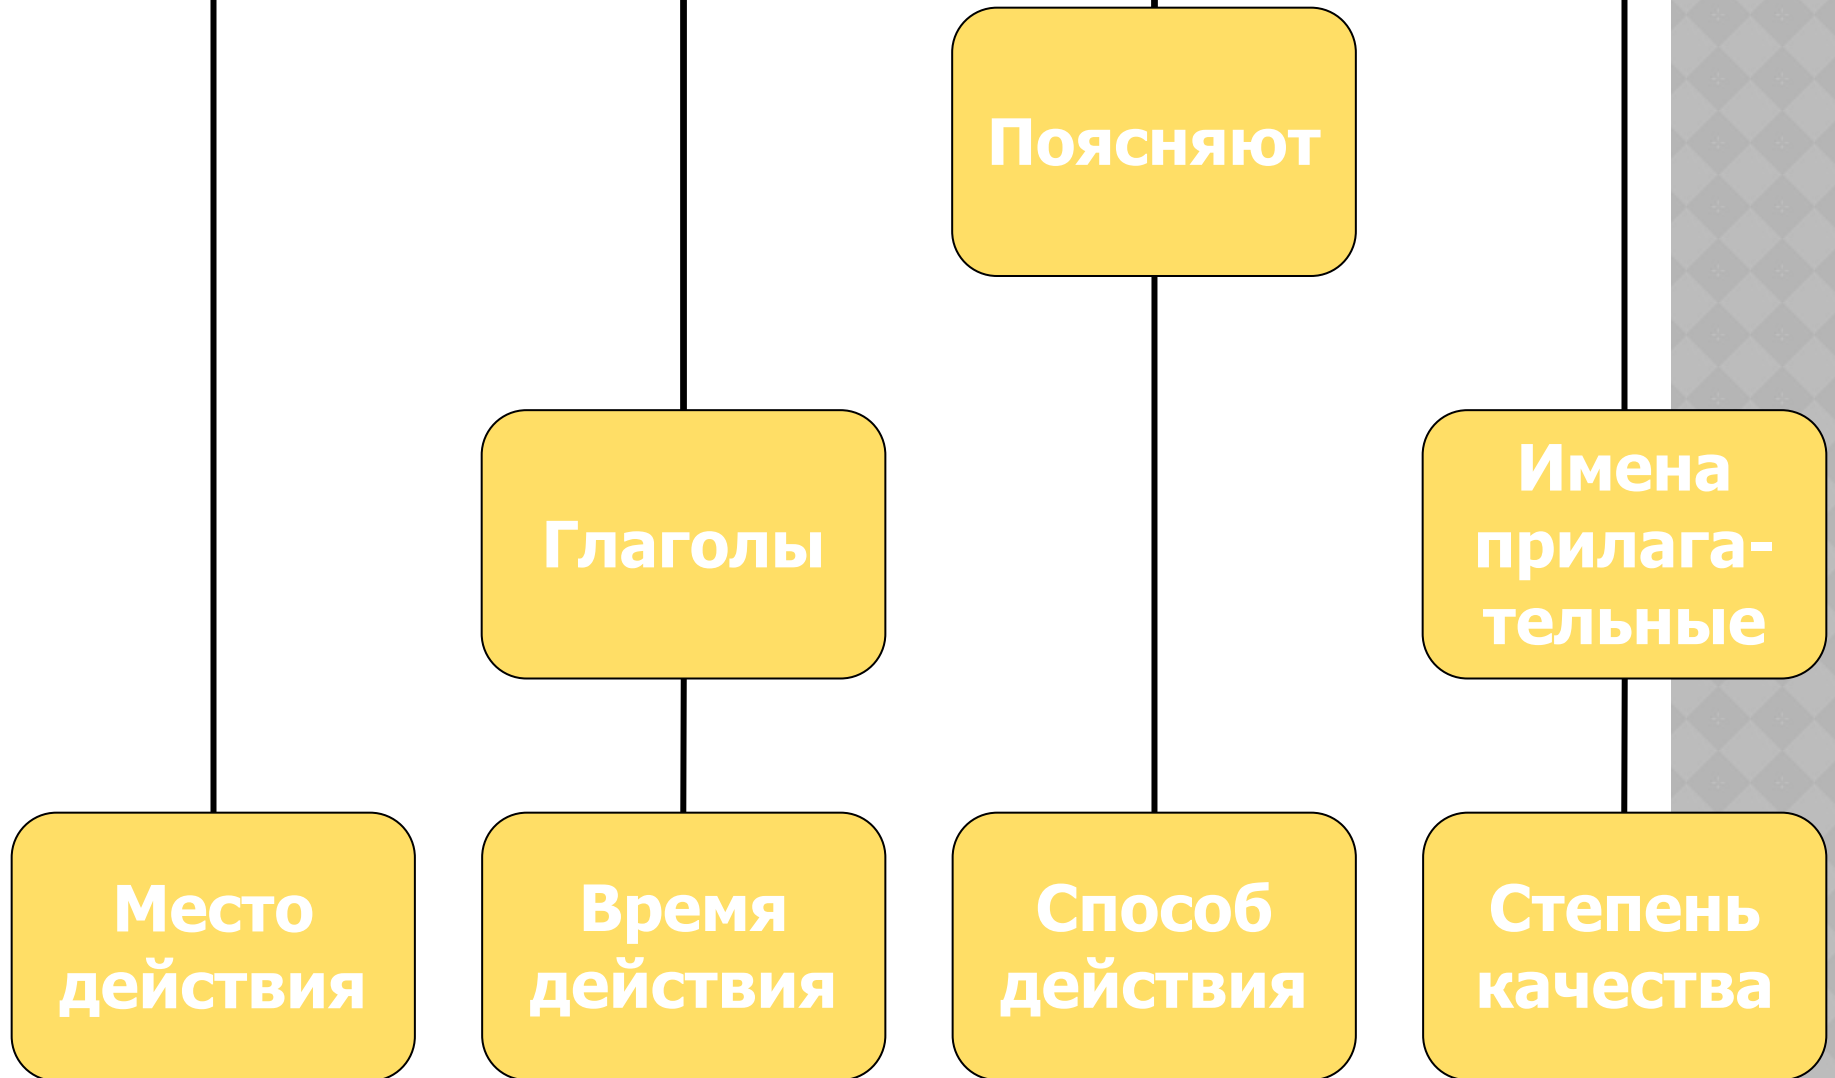 Поясняют
Глаголы
Имена
прилага-
тельные
Место
действия
Время
действия
Способ
действия
Степень
качества